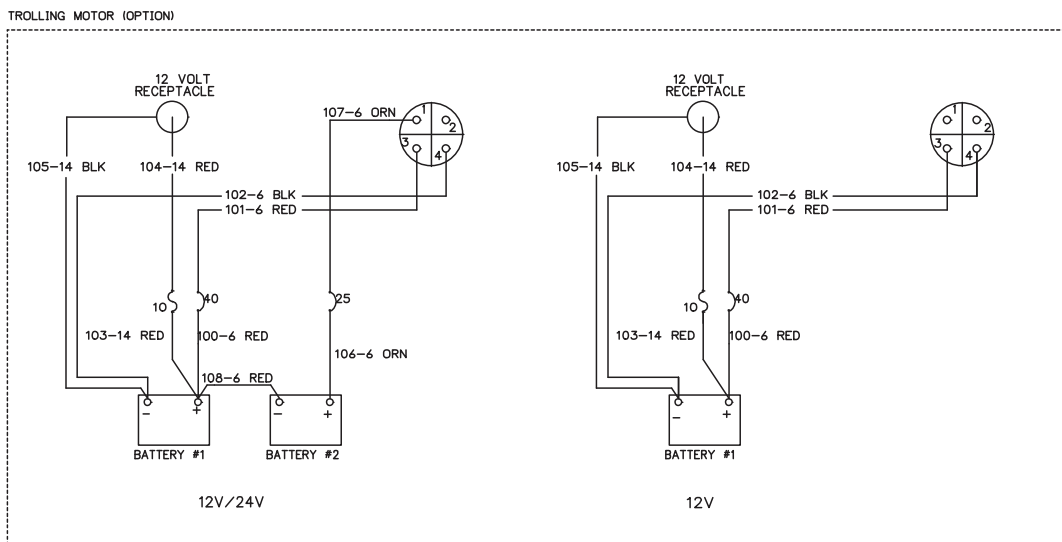 TROLLING MOTOR (OPTION)
12 VOLT
RECEPTACLE
107-6 ORN
1
2
3
4
105-14 BLK
104-14 RED
102-6 BLK
101-6 RED
10
40
25
103-14 RED
100-6 RED
106-6 ORN
108-6 RED
-
+
-
+
BATTERY #1
BATTERY #2
12V/24V
12 VOLT
RECEPTACLE
1
2
3
4
105-14 BLK
104-14 RED
102-6 BLK
101-6 RED
10
40
103-14 RED
100-6 RED
-
+
BATTERY #1
12V